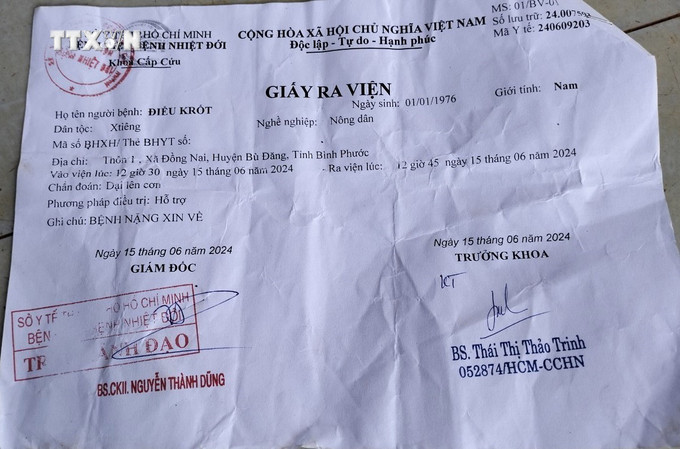 TTXVN
HỒ CHÍ MINH
BỆNH NHIỆT ĐỚI
Khoa Cấp Cứu
CỘNG HÒA XÃ HỘI CHỦ NGHĨA VIỆT NAM
Độc lập - Tự do - Hạnh phúc
MS: 01/BV-01
Số lưu trữ: 24.007
Mã Y tế: 240609203
GIẤY RA VIỆN
Họ tên người bệnh: ĐIỂU KRÓT
Ngày sinh: 01/01/1976
Giới tính: Nam
Dân tộc: Xtiêng
Nghề nghiệp: Nông dân
Mã số BHXH/ Thẻ BHYT số:
Địa chỉ: Thôn 1 , Xã Đồng Nai, Huyện Bù Đăng, Tỉnh Bình Phước
Vào viện lúc: 12 giờ 30 ngày 15 tháng 06 năm 2024 - Ra viện lúc: 12 giờ 45 ngày 15 tháng 06 năm 2024
Chẩn đoán: Dại lên cơn
Phương pháp điều trị: Hỗ trợ
Ghi chú: BỆNH NẶNG XIN VỀ
Ngày 15 tháng 06 năm 2024
GIÁM ĐỐC
SỞ Y TẾ HỒ CHÍ MINH
BỆNH NHIỆT ĐỚI
ĐẠO
BS.CKII. NGUYỄN THÀNH DŨNG
Ngày 15 tháng 06 năm 2024
TRƯỞNG KHOA
KT
BS. Thái Thị Thảo Trinh
052874/HCM-CCHN